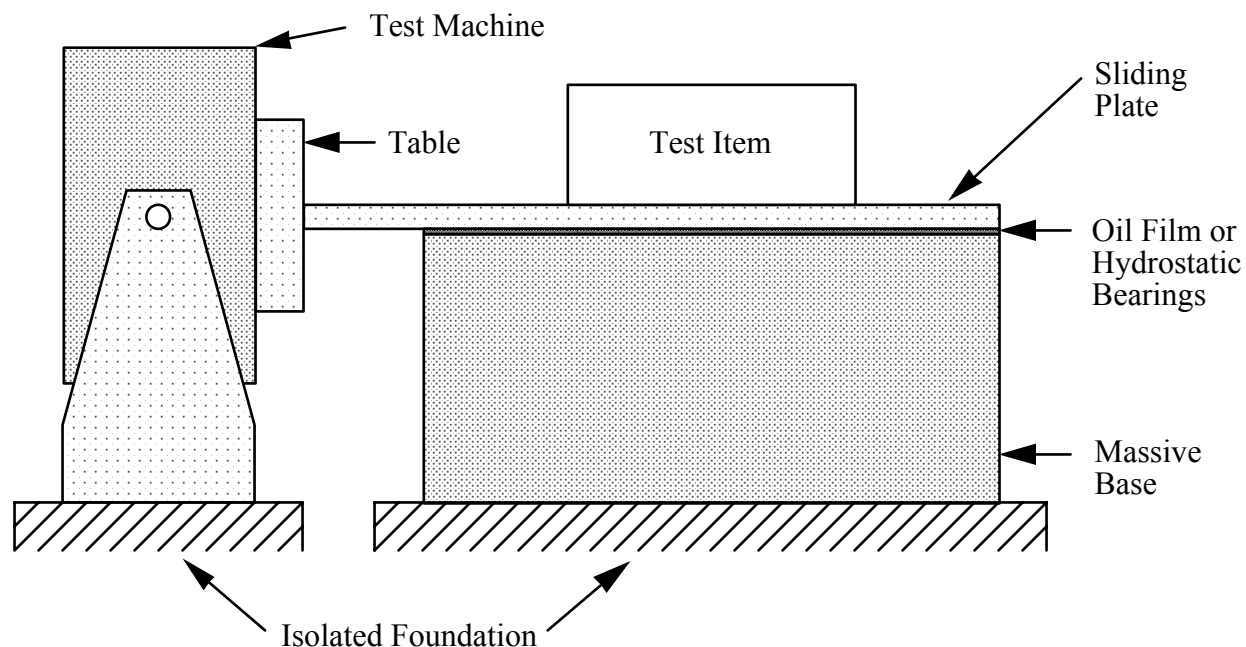 Test Machine
Table
Test Item
Sliding
Plate
Oil Film or
Hydrostatic
Bearings
Massive
Base
Isolated Foundation